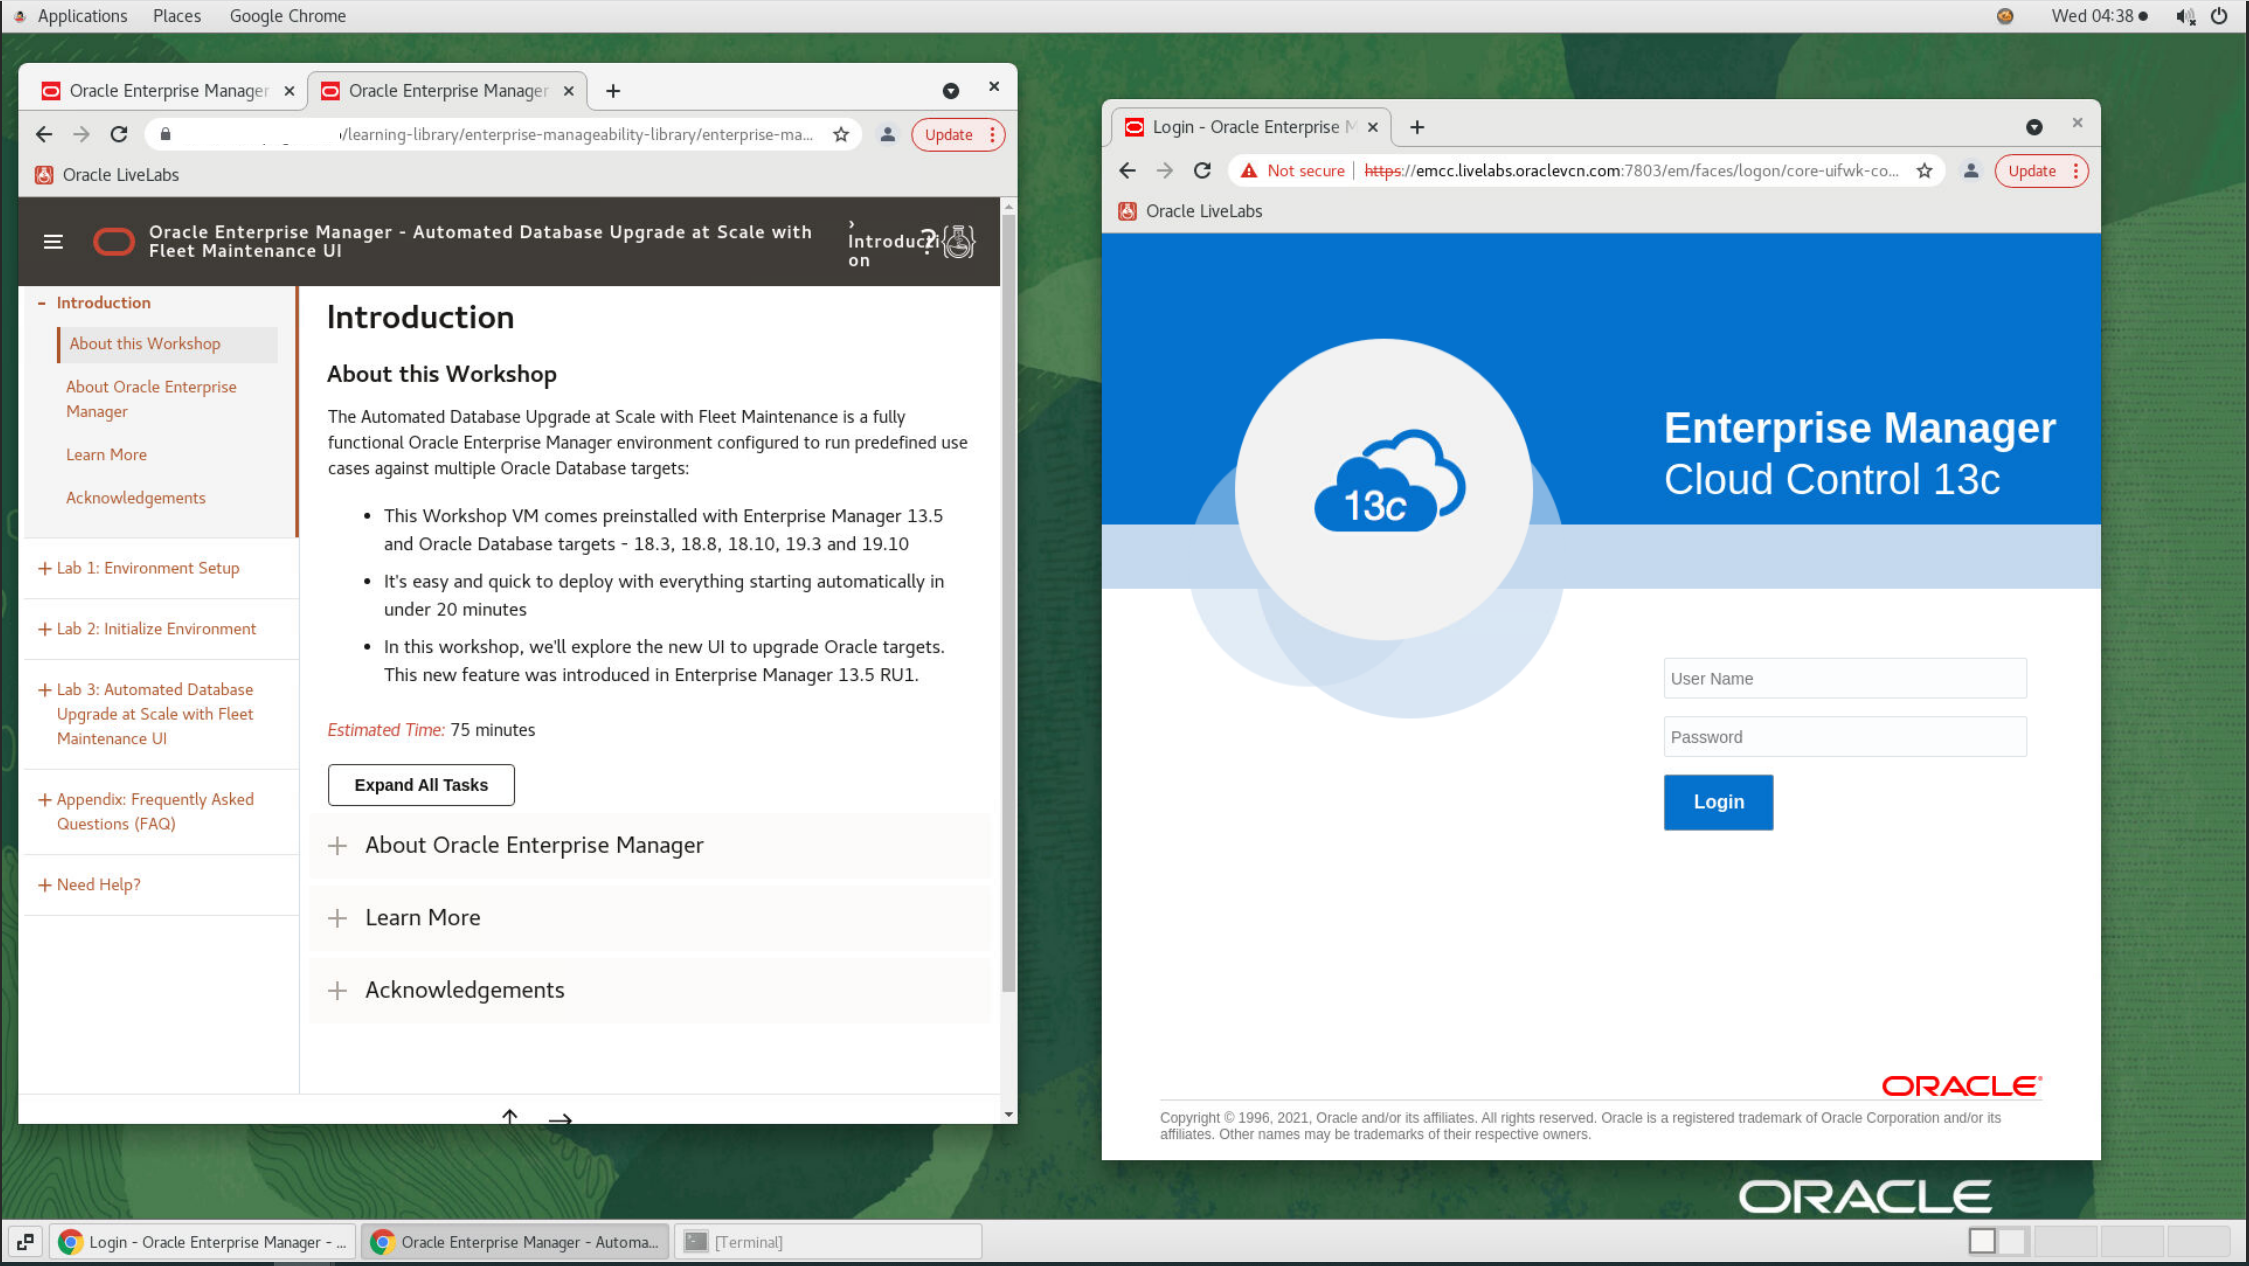 Applications Places Google Chrome
Wed 04:38
Oracle Enterprise Manager
Oracle Enterprise Manager
/learning-library/enterprise-manageability-library/enterprise-ma...
Update
Oracle LiveLabs
Oracle Enterprise Manager - Automated Database Upgrade at Scale with
Fleet Maintenance UI
›
Introducti
on
?
Introduction
About this Workshop
About Oracle Enterprise
Manager
Learn More
Acknowledgements
Lab 1: Environment Setup
Lab 2: Initialize Environment
Lab 3: Automated Database
Upgrade at Scale with Fleet
Maintenance UI
Appendix: Frequently Asked
Questions (FAQ)
Need Help?
Introduction
About this Workshop
The Automated Database Upgrade at Scale with Fleet Maintenance is a fully
functional Oracle Enterprise Manager environment configured to run predefined use
cases against multiple Oracle Database targets:
• This Workshop VM comes preinstalled with Enterprise Manager 13.5
and Oracle Database targets - 18.3, 18.8, 18.10, 19.3 and 19.10
• It's easy and quick to deploy with everything starting automatically in
under 20 minutes
• In this workshop, we'll explore the new UI to upgrade Oracle targets.
This new feature was introduced in Enterprise Manager 13.5 RU1.
Estimated Time: 75 minutes
Expand All Tasks
About Oracle Enterprise Manager
Learn More
Acknowledgements
Login - Oracle Enterprise M
Not secure | https://emcc.livelabs.oraclevcn.com:7803/em/faces/logon/core-uifwk-co...
Update
Oracle LiveLabs
13c
Enterprise Manager
Cloud Control 13c
User Name
Password
Login
ORACLE®
Copyright © 1996, 2021, Oracle and/or its affiliates. All rights reserved. Oracle is a registered trademark of Oracle Corporation and/or its
affiliates. Other names may be trademarks of their respective owners.
ORACLE
Login - Oracle Enterprise Manager - ...
Oracle Enterprise Manager - Automa...
[Terminal]